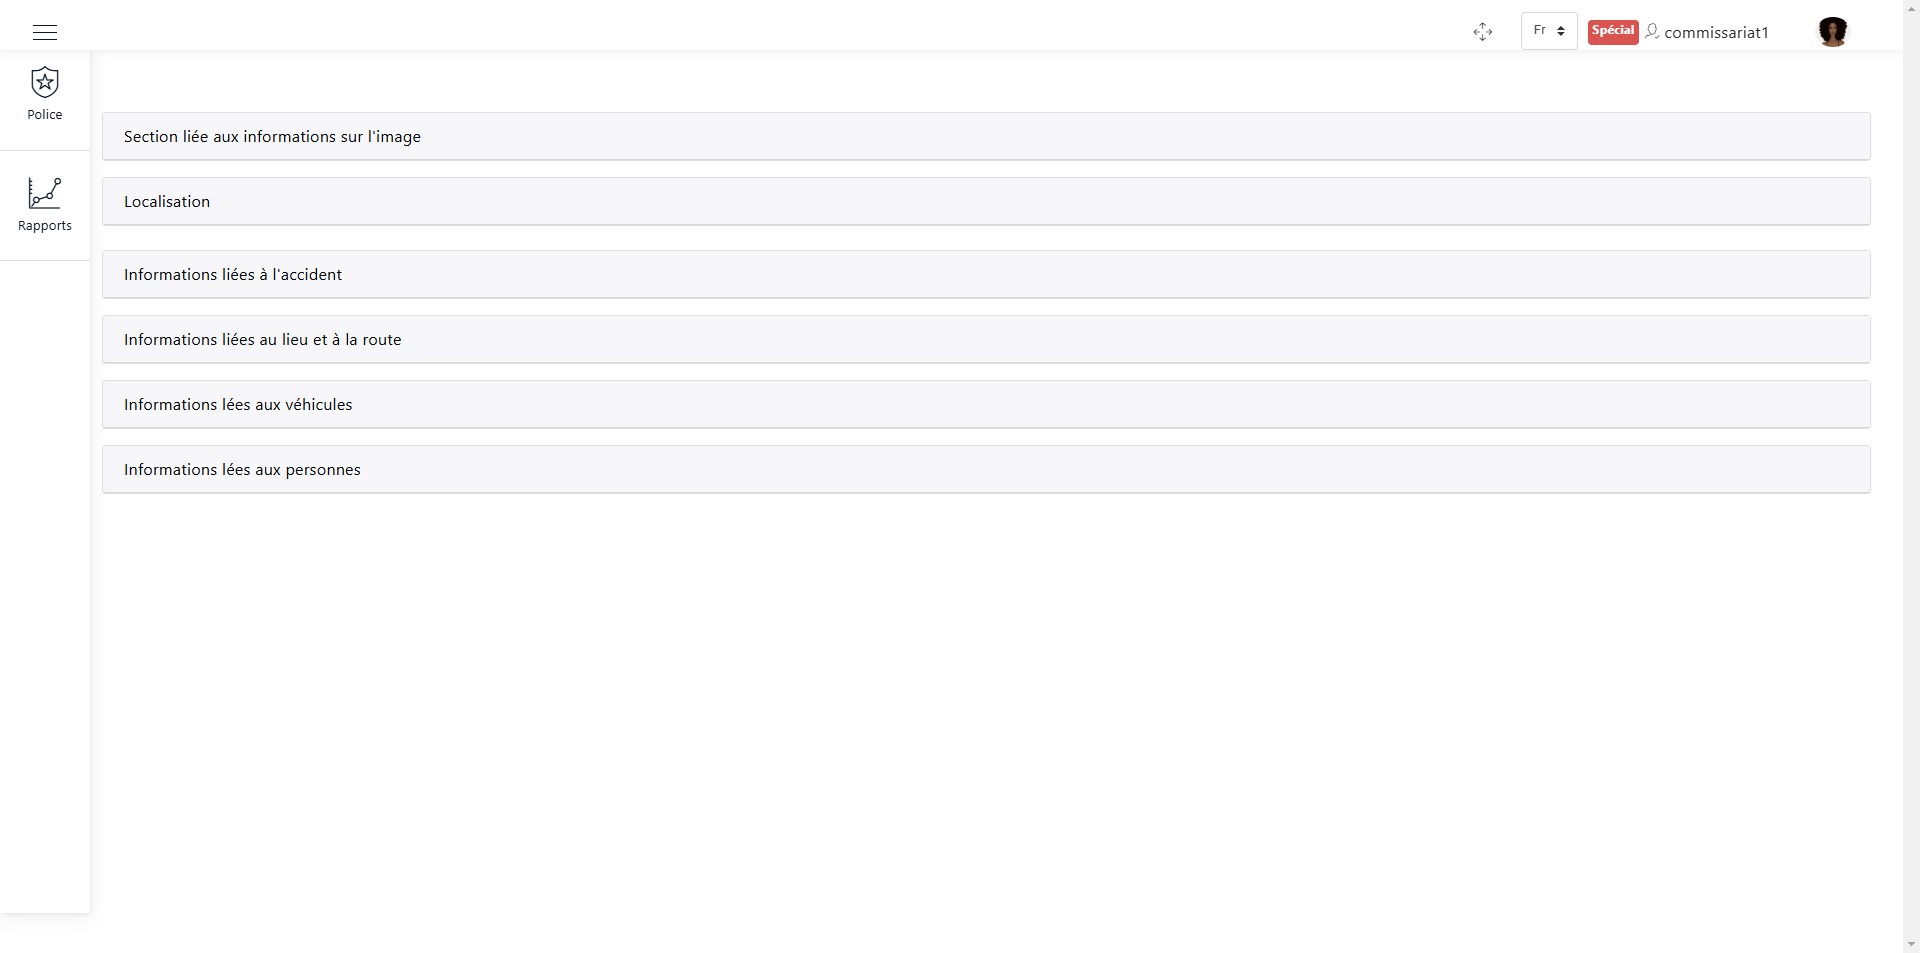 Fr
Spécial
commissariat1
Police
Rapports
Section liée aux informations sur l'image
Localisation
Informations liées à l'accident
Informations liées au lieu et à la route
Informations lées aux véhicules
Informations lées aux personnes